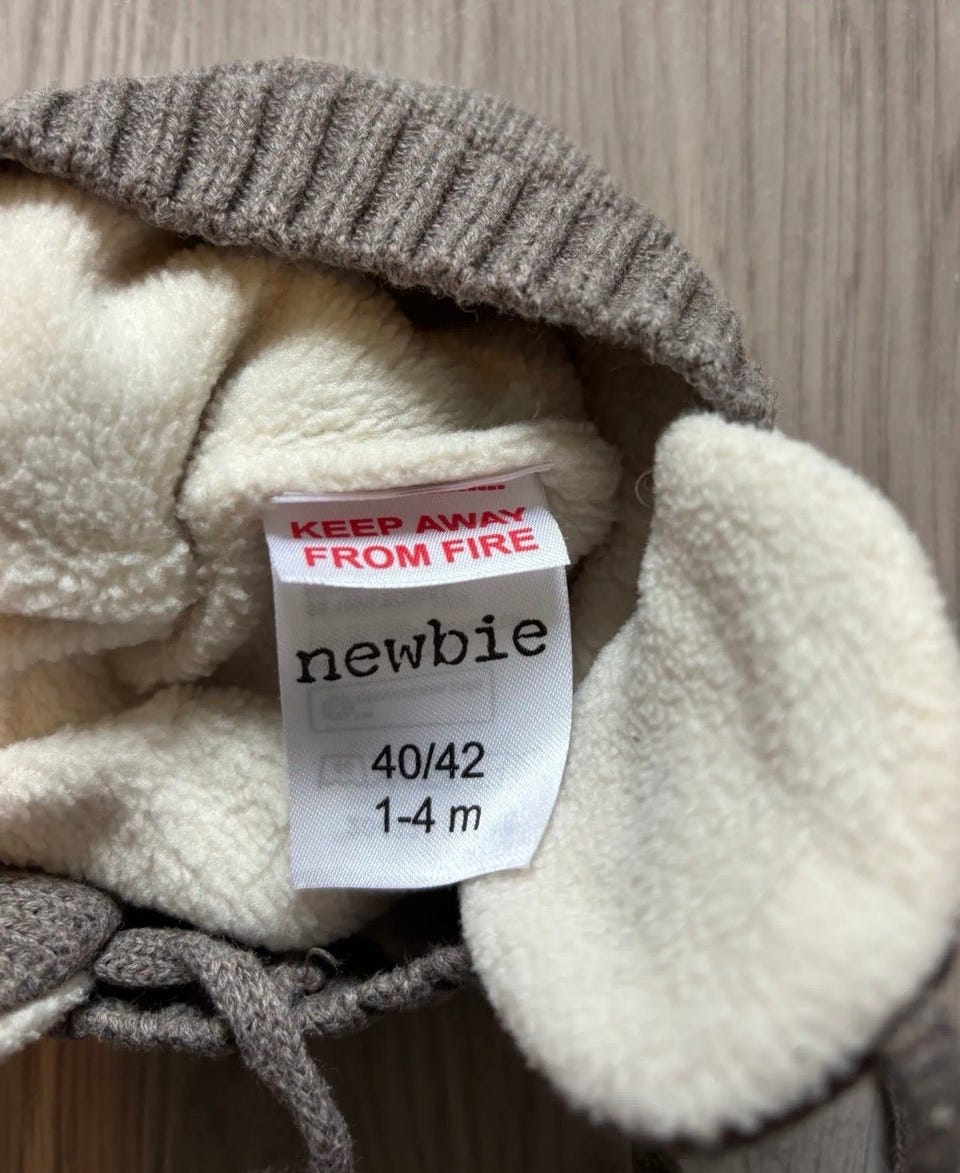 KEEP AWAY
FROM FIRE
newbie
40/42
1-4 m